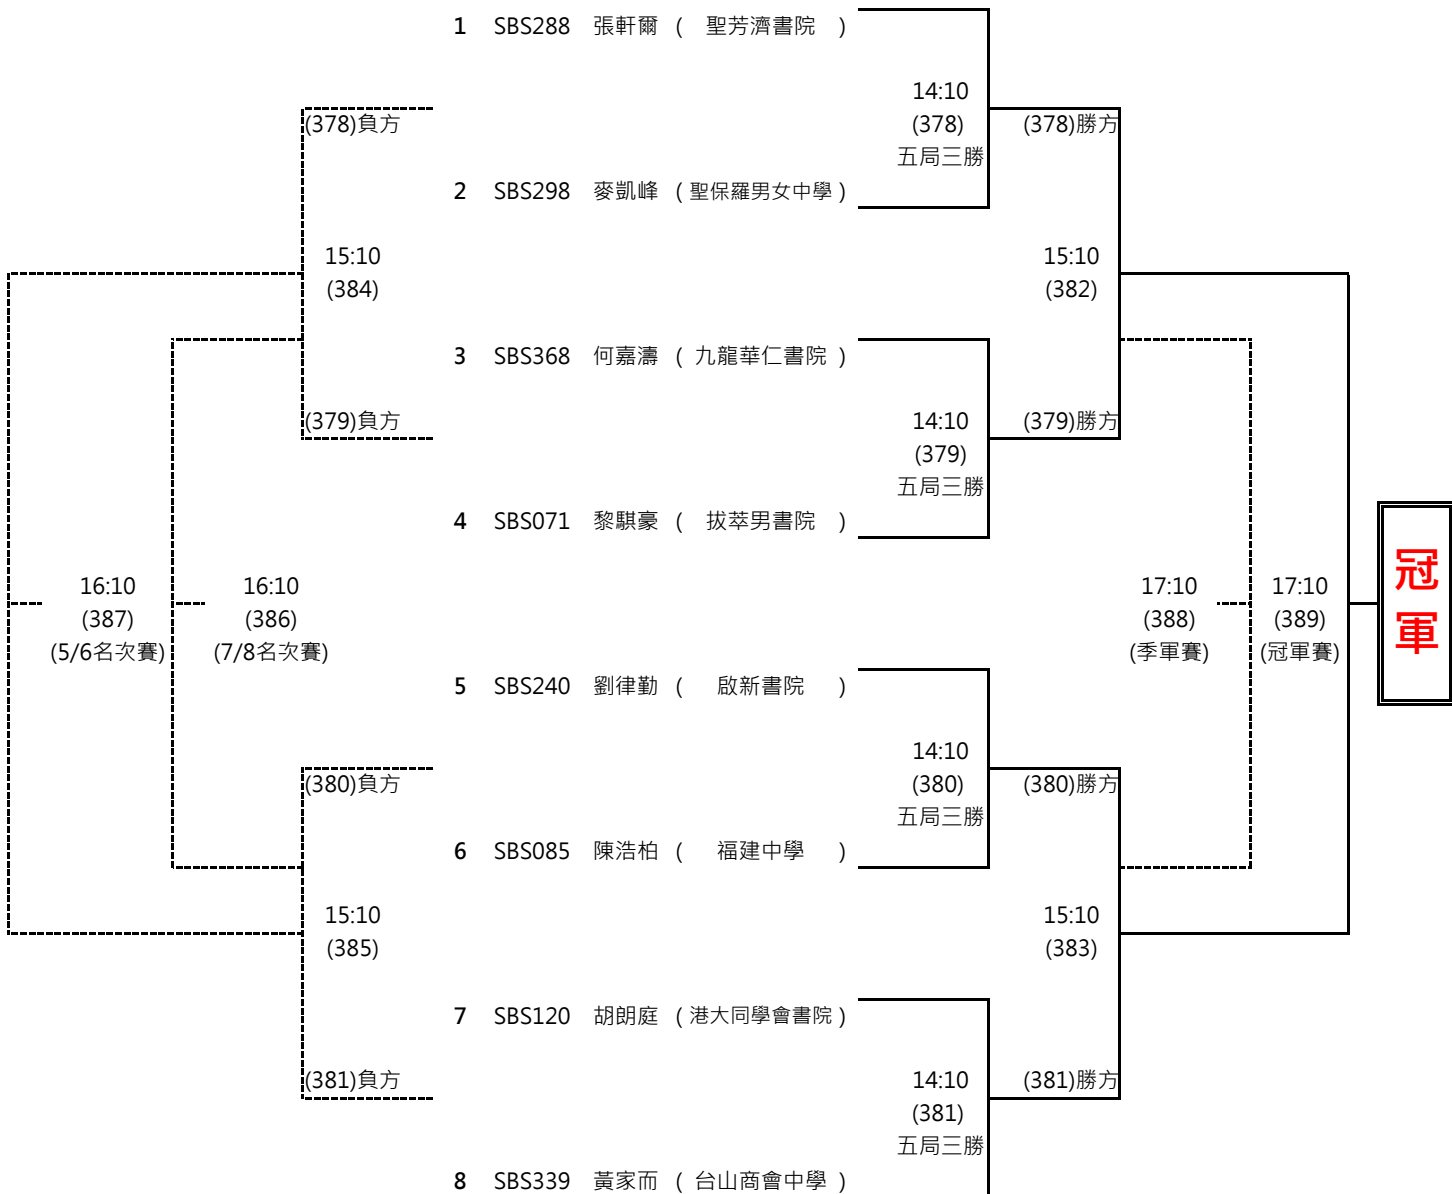 1 SBS288 張軒爾 ( 聖芳濟書院 )
14:10
(378)負方 (378) (378)勝方
五局三勝
2 SBS298 麥凱峰 ( 聖保羅男女中學 )
15:10 15:10
(384) (382)
3 SBS368 何嘉濤 ( 九龍華仁書院 )
(379)負方 14:10 (379)勝方
(379)
五局三勝
4 SBS071 黎騏豪 ( 拔萃男書院 )
冠
軍
16:10 16:10 17:10 17:10
(387) (386) (388) (389)
(5/6名次賽) (7/8名次賽) (季軍賽) (冠軍賽)
5 SBS240 劉律勤 ( 啟新書院 )
14:10
(380)負方 (380) (380)勝方
五局三勝
6 SBS085 陳浩柏 ( 福建中學 )
15:10 15:10
(385) (383)
7 SBS120 胡朗庭 ( 港大同學會書院 )
(381)負方 14:10 (381)勝方
(381)
五局三勝
8 SBS339 黃家而 ( 台山商會中學 )